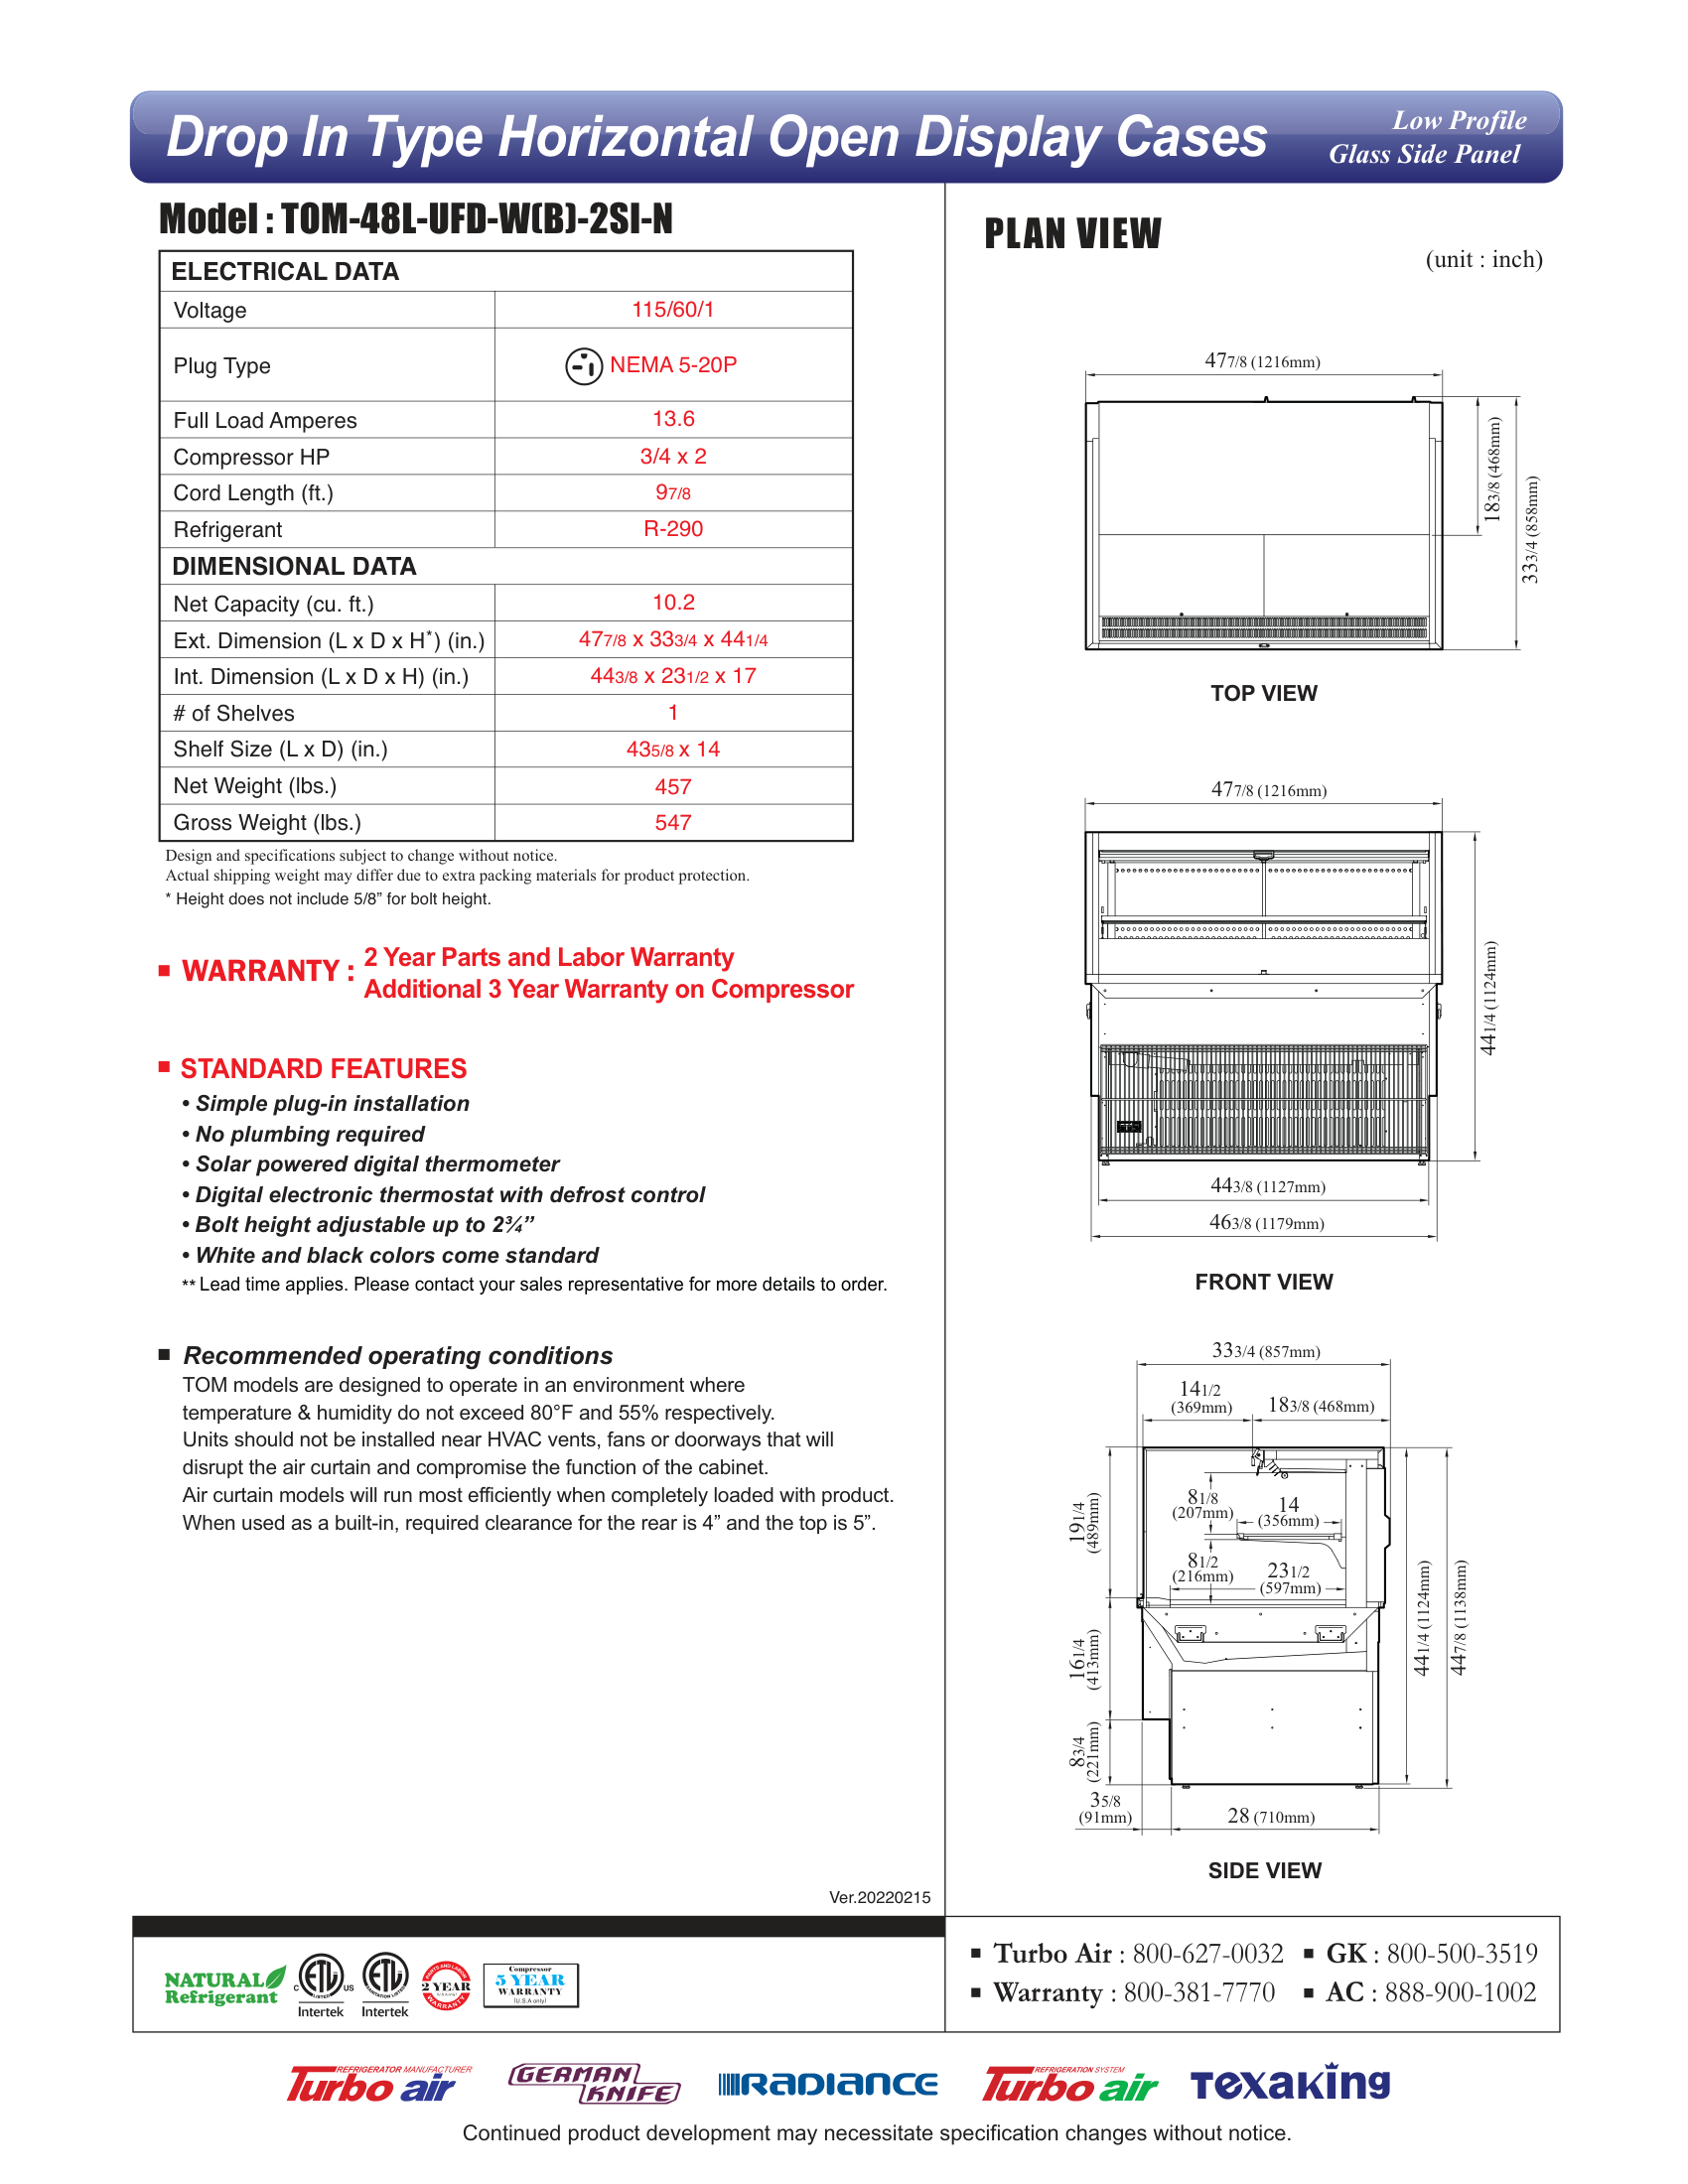 Drop In Type Horizontal Open Display Cases
Low Profile
Glass Side Panel
Model : TOM-48L-UFD-W(B)-2SI-N
ELECTRICAL DATA
Voltage 115/60/1
Plug Type NEMA 5-20P
Full Load Amperes 13.6
Compressor HP 3/4 x 2
Cord Length (ft.) 9 7/8
Refrigerant R-290
DIMENSIONAL DATA
Net Capacity (cu. ft.) 10.2
Ext. Dimension (L x D x H*) (in.) 47 7/8 x 33 3/4 x 44 1/4
Int. Dimension (L x D x H) (in.) 44 3/8 x 23 1/2 x 17
# of Shelves 1
Shelf Size (L x D) (in.) 43 5/8 x 14
Net Weight (lbs.) 457
Gross Weight (lbs.) 547
Design and specifications subject to change without notice.
Actual shipping weight may differ due to extra packing materials for product protection.
* Height does not include 5/8” for bolt height.
WARRANTY : 2 Year Parts and Labor Warranty
Additional 3 Year Warranty on Compressor
STANDARD FEATURES
• Simple plug-in installation
• No plumbing required
• Solar powered digital thermometer
• Digital electronic thermostat with defrost control
• Bolt height adjustable up to 2¾”
• White and black colors come standard
** Lead time applies. Please contact your sales representative for more details to order.
Recommended operating conditions
TOM models are designed to operate in an environment where
temperature & humidity do not exceed 80°F and 55% respectively.
Units should not be installed near HVAC vents, fans or doorways that will
disrupt the air curtain and compromise the function of the cabinet.
Air curtain models will run most efficiently when completely loaded with product.
When used as a built-in, required clearance for the rear is 4” and the top is 5”.
Ver.20220215
PLAN VIEW
(unit : inch)
47 7/8 (1216mm)
18 3/8 (468mm)
33 3/4 (858mm)
TOP VIEW
47 7/8 (1216mm)
44 1/4 (1124mm)
44 3/8 (1127mm)
46 3/8 (1179mm)
FRONT VIEW
33 3/4 (857mm)
14 1/2
(369mm)
18 3/8 (468mm)
19 1/4
(489mm)
8 1/8
(207mm)
14
(356mm)
8 1/2
(216mm)
23 1/2
(597mm)
16 1/4
(413mm)
44 1/4 (1124mm)
44 7/8 (1138mm)
8 3/4
(221mm)
3 5/8
(91mm)
28 (710mm)
SIDE VIEW
NATURAL
Refrigerant
C ETL US
LISTED
Intertek
ETL
SANITATION LISTED
Intertek
PARTS AND LABOR
2 YEAR
(U.S.A only)
WARRANTY
Compressor
5 YEAR
WARRANTY
(U.S.A only)
Turbo Air : 800-627-0032
GK : 800-500-3519
Warranty : 800-381-7770
AC : 888-900-1002
REFRIGERATOR MANUFACTURER
Turbo air
GERMAN
KNIFE
RADIANCE
REFRIGERATION SYSTEM
Turbo air
TEXAKING
Continued product development may necessitate specification changes without notice.